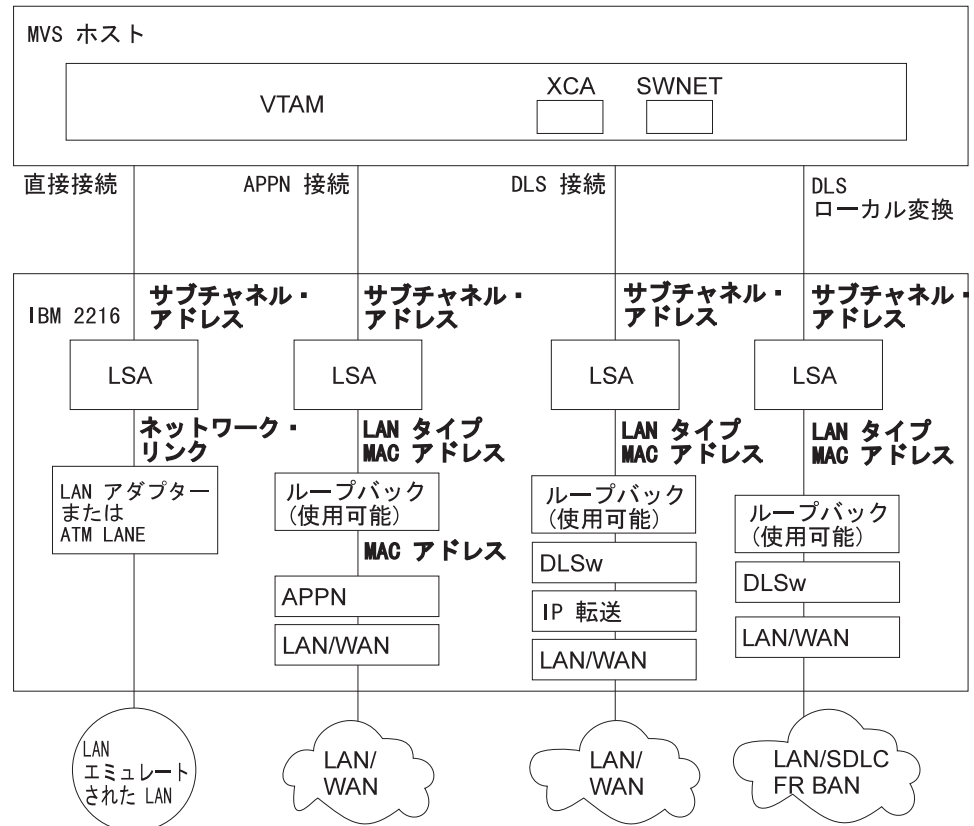 MVS ホスト
VTAM
XCA
SWNET
直接接続
APPN 接続
DLS 接続
DLS
ローカル変換
IBM 2216
サブチャネル・
アドレス
サブチャネル・
アドレス
サブチャネル・
アドレス
サブチャネル・
アドレス
LSA
LSA
LSA
LSA
ネットワーク・
リンク
LAN タイプ
MAC アドレス
LAN タイプ
MAC アドレス
LAN タイプ
MAC アドレス
LAN アダプター
または
ATM LANE
ループバック
(使用可能)
MAC アドレス
APPN
LAN/WAN
ループバック
(使用可能)
DLSw
IP 転送
LAN/WAN
ループバック
(使用可能)
DLSw
LAN/WAN
LAN
エミュレート
された LAN
LAN/
WAN
LAN/
WAN
LAN/SDLC
FR BAN